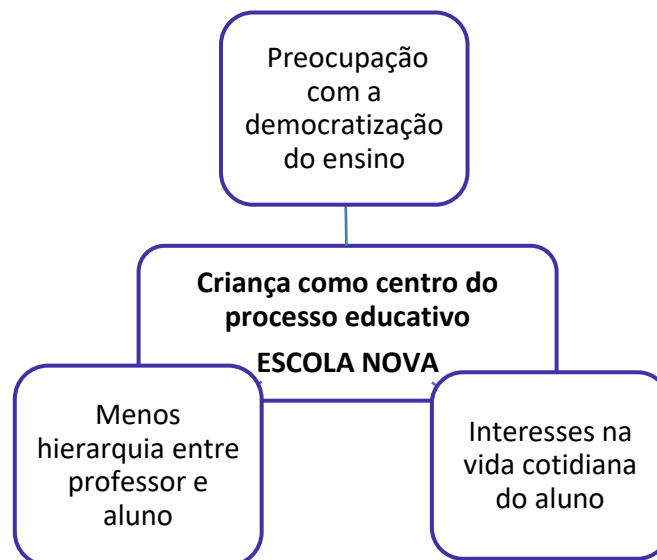 Preocupação
com a
democratização
do ensino
Criança como centro do
processo educativo
ESCOLA NOVA
Menos
hierarquia entre
professor e
aluno
Interesses na
vida cotidiana
do aluno